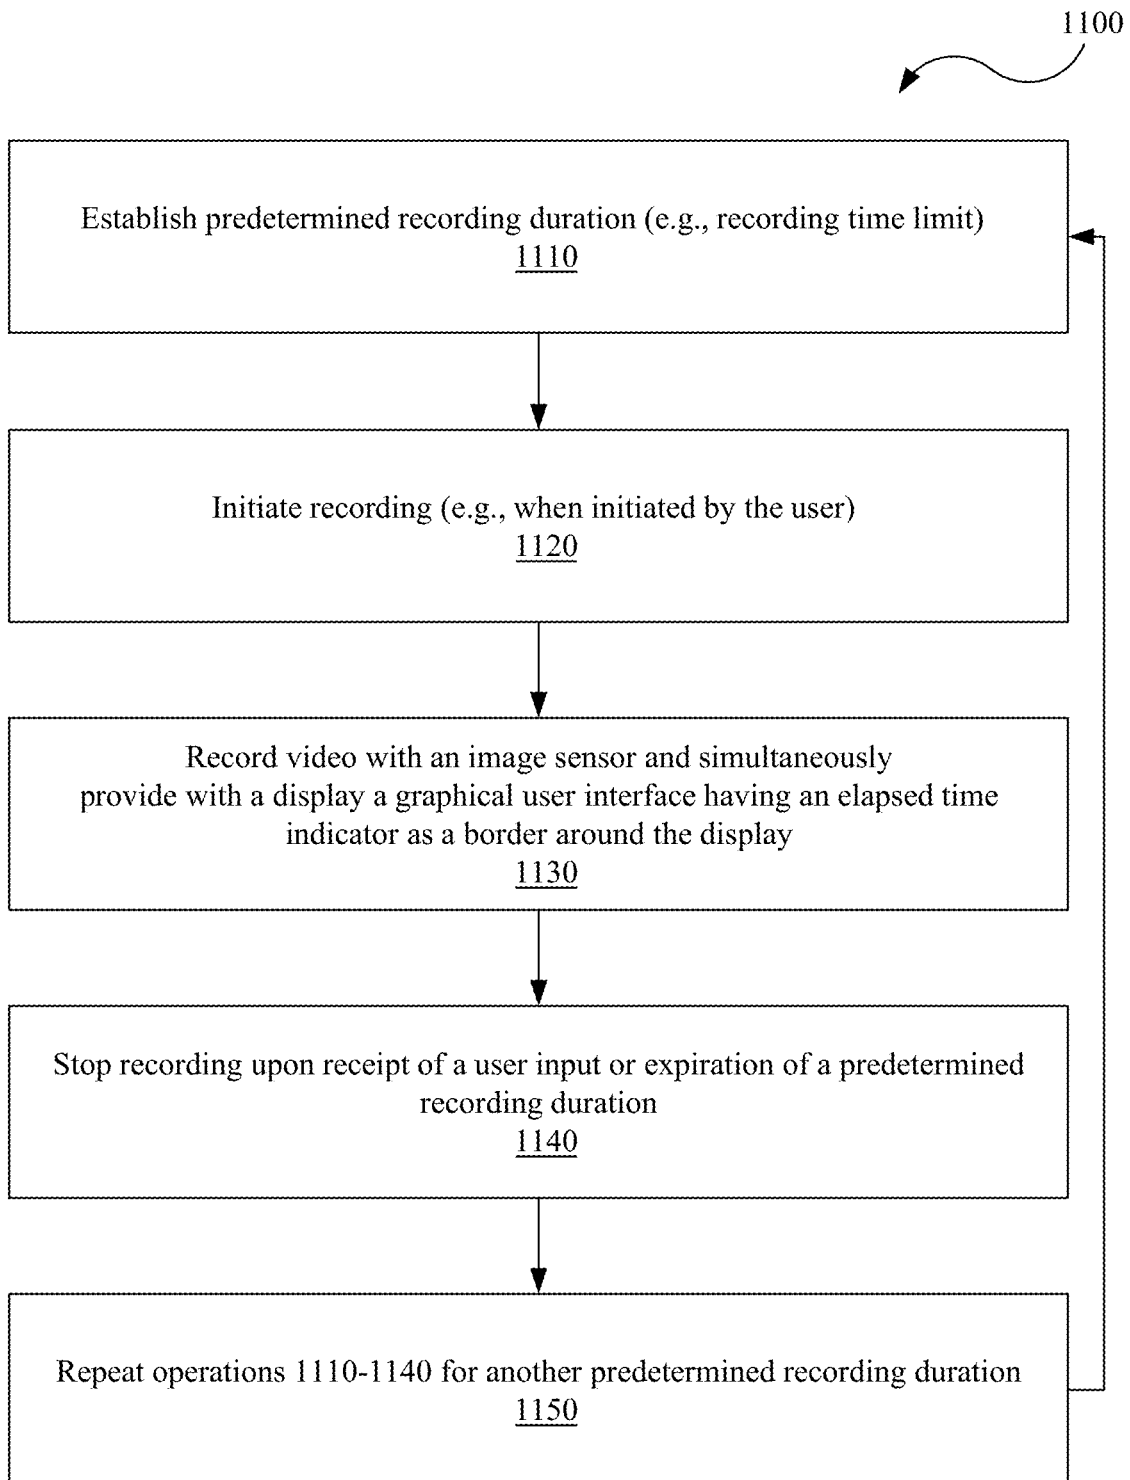 1100
Establish predetermined recording duration (e.g., recording time limit)
1110
Initiate recording (e.g., when initiated by the user)
1120
Record video with an image sensor and simultaneously
provide with a display a graphical user interface having an elapsed time
indicator as a border around the display
1130
Stop recording upon receipt of a user input or expiration of a predetermined
recording duration
1140
Repeat operations 1110-1140 for another predetermined recording duration
1150